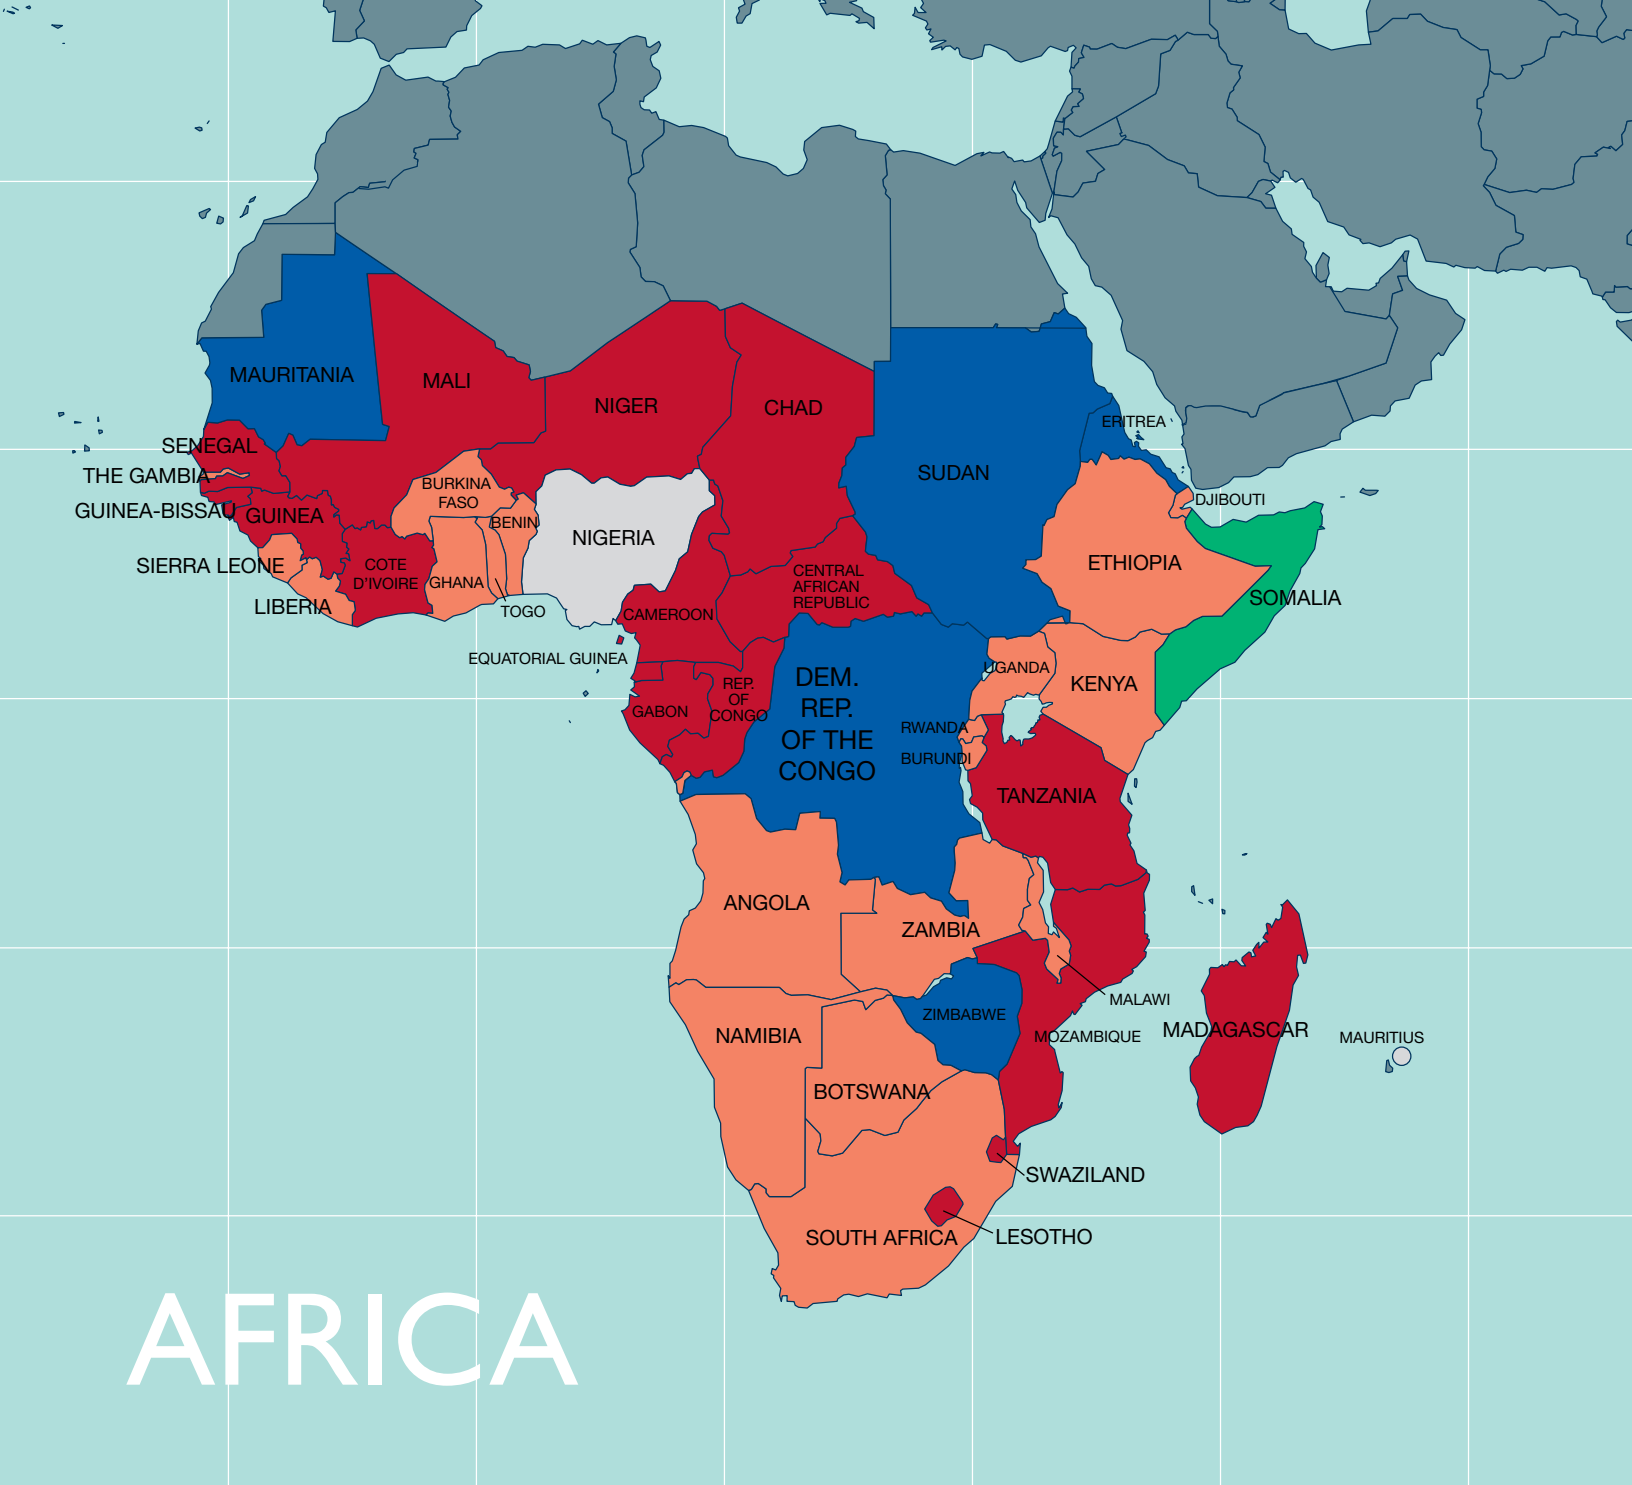 MAURITANIA
MALI
NIGER
CHAD
SUDAN
ERITREA
SENEGAL
THE GAMBIA
GUINEA-BISSAU
GUINEA
BURKINA
FASO
BENIN
NIGERIA
DJIBOUTI
ETHIOPIA
SIERRA LEONE
COTE
D'IVOIRE
GHANA
LIBERIA
TOGO
CENTRAL
AFRICAN
REPUBLIC
CAMEROON
SOMALIA
EQUATORIAL GUINEA
GABON
REP.
OF
CONGO
DEM.
REP.
OF THE
CONGO
UGANDA
KENYA
RWANDA
BURUNDI
TANZANIA
ANGOLA
ZAMBIA
MALAWI
ZIMBABWE
MOZAMBIQUE
MADAGASCAR
MAURITIUS
NAMIBIA
BOTSWANA
SWAZILAND
SOUTH AFRICA
LESOTHO
AFRICA